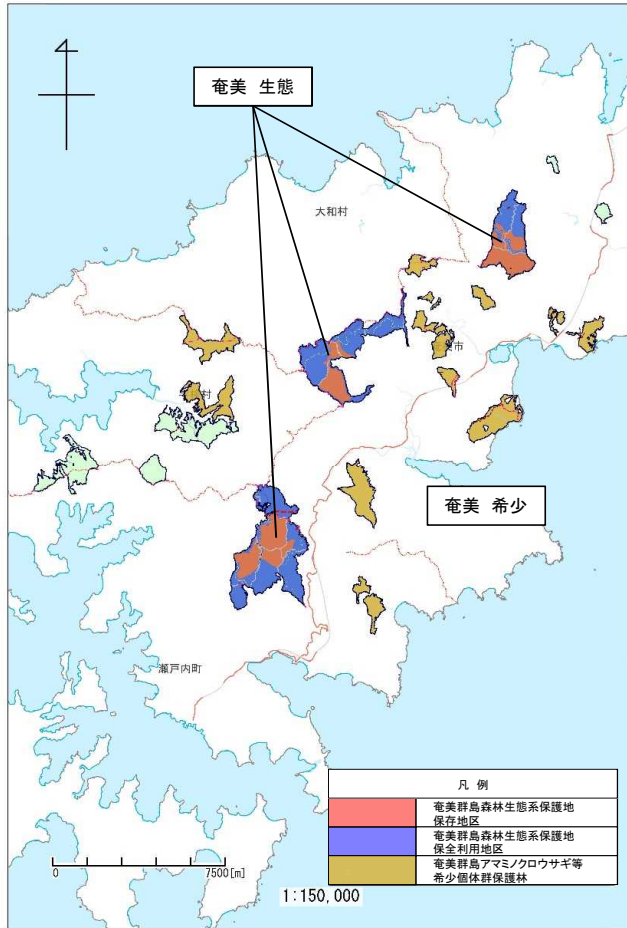 奄美 生態
大和村
市
村
奄美 希少
瀬戸内町
凡 例
奄美群島森林生態系保護地
保存地区
奄美群島森林生態系保護地
保全利用地区
奄美群島アマミノクロウサギ等
希少個体群保護林
0 7500[m]
1:150,000